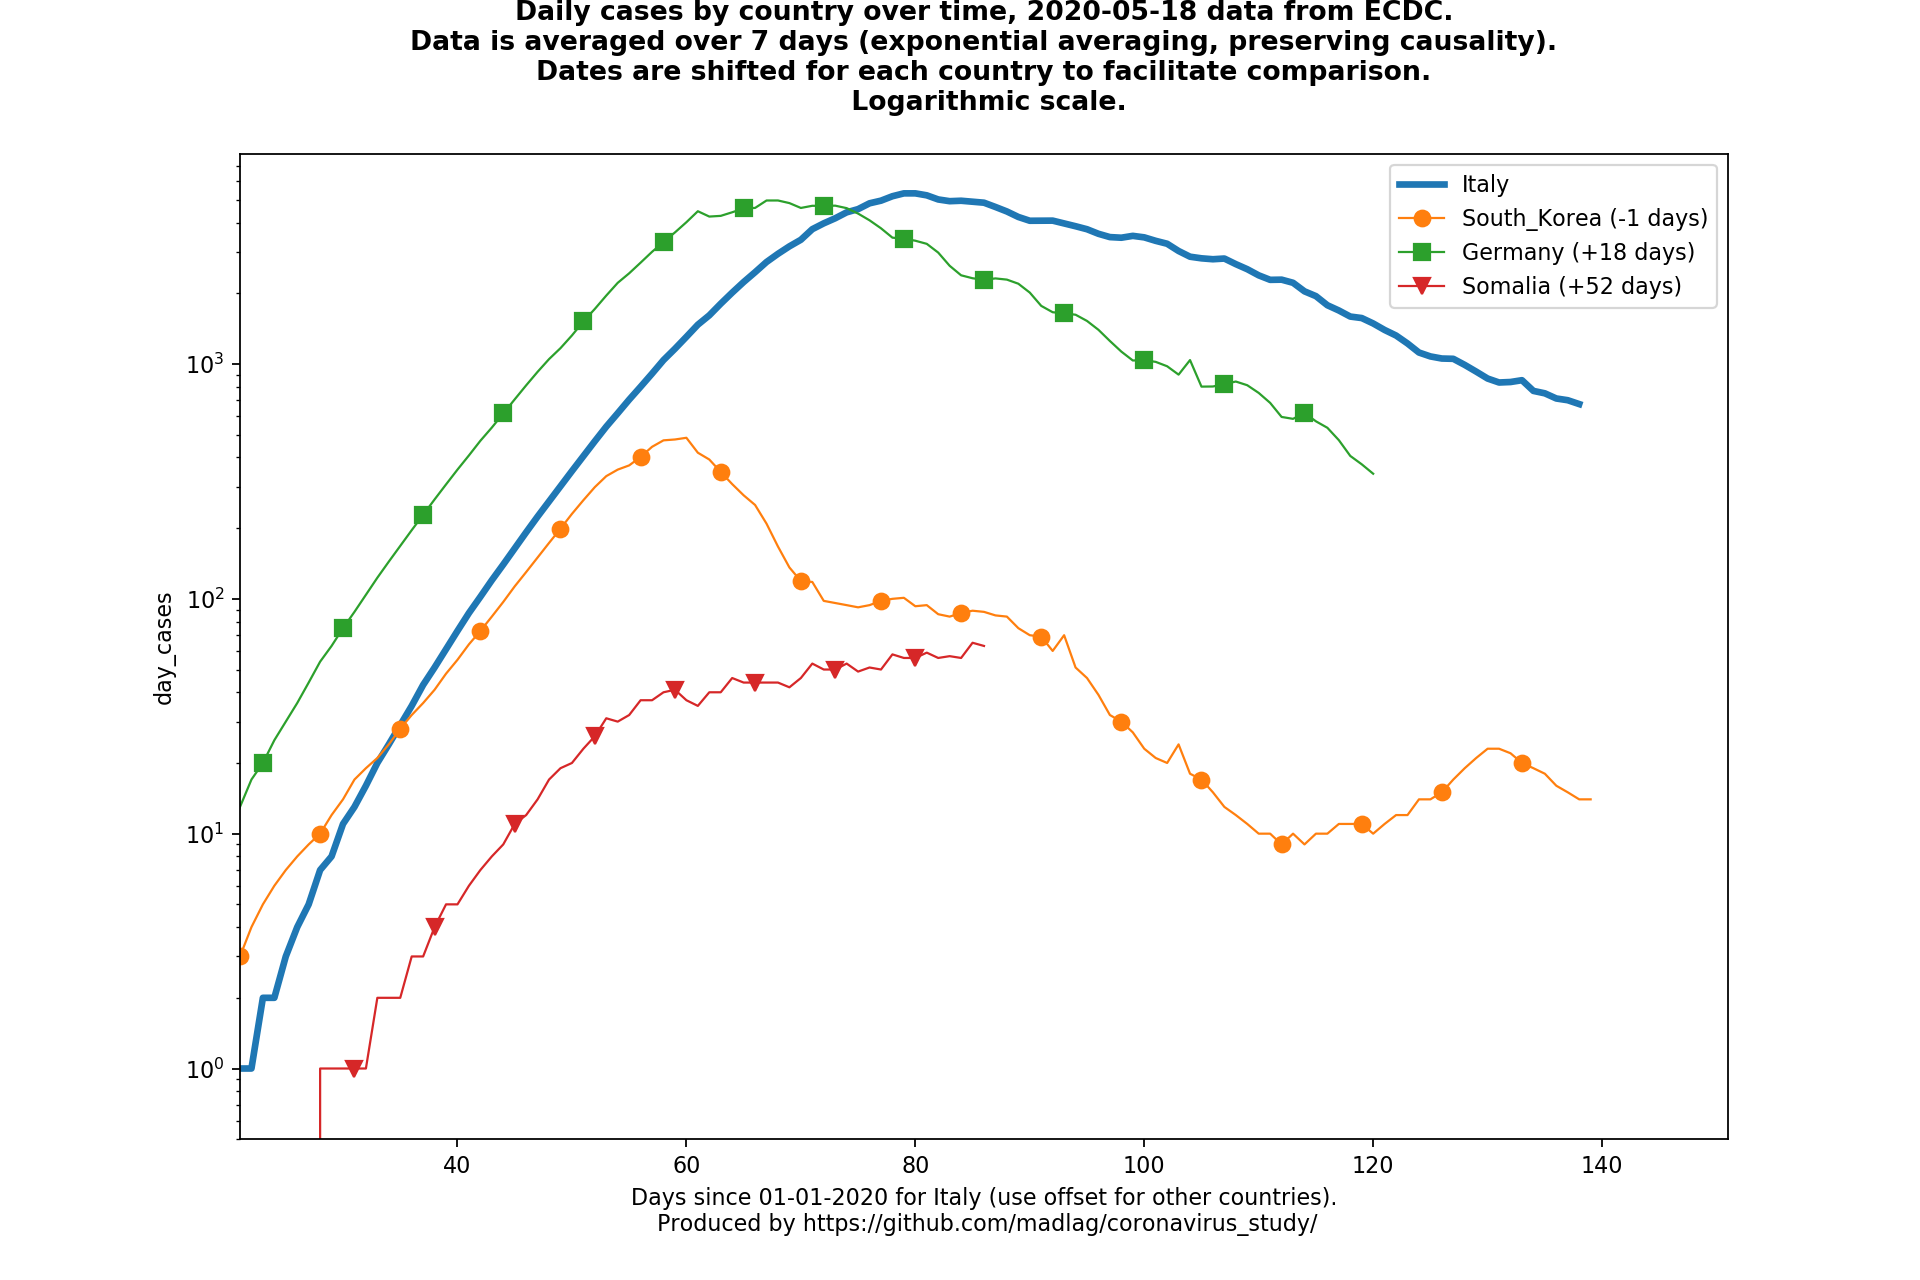 Daily cases by country over time, 2020-05-18 data from ECDC.
Data is averaged over 7 days (exponential averaging, preserving causality).
Dates are shifted for each country to facilitate comparison.
Logarithmic scale.
Italy
South_Korea (-1 days)
Germany (+18 days)
Somalia (+52 days)
day_cases
10³
10²
10¹
10⁰
40 60 80 100 120 140
Days since 01-01-2020 for Italy (use offset for other countries).
Produced by https://github.com/madlag/coronavirus_study/